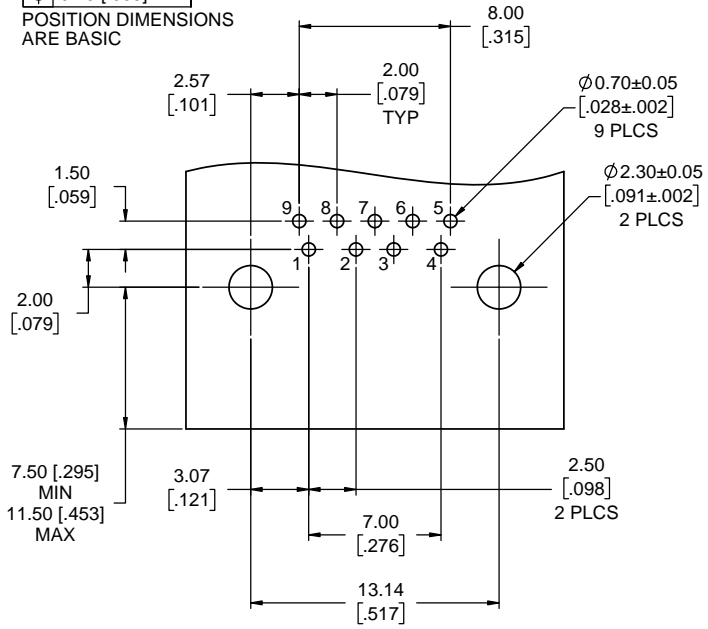 POSITION DIMENSIONS
ARE BASIC
8.00
[.315]
2.57
[.101]
2.00
[.079]
TYP
Ø0.70±0.05
[.028±.002]
9 PLCS
1.50
[.059]
Ø2.30±0.05
[.091±.002]
2 PLCS
9 8 7 6 5
1 2 3 4
2.00
[.079]
7.50 [.295]
MIN
11.50 [.453]
MAX
3.07
[.121]
2.50
[.098]
2 PLCS
7.00
[.276]
13.14
[.517]